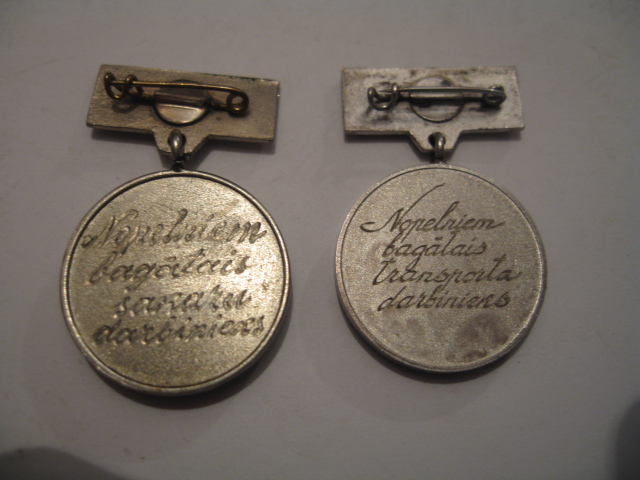 Nopelniem
bagātais
sakaru
darbinieks
Nopelniem
bagātais
transporta
darbinieks